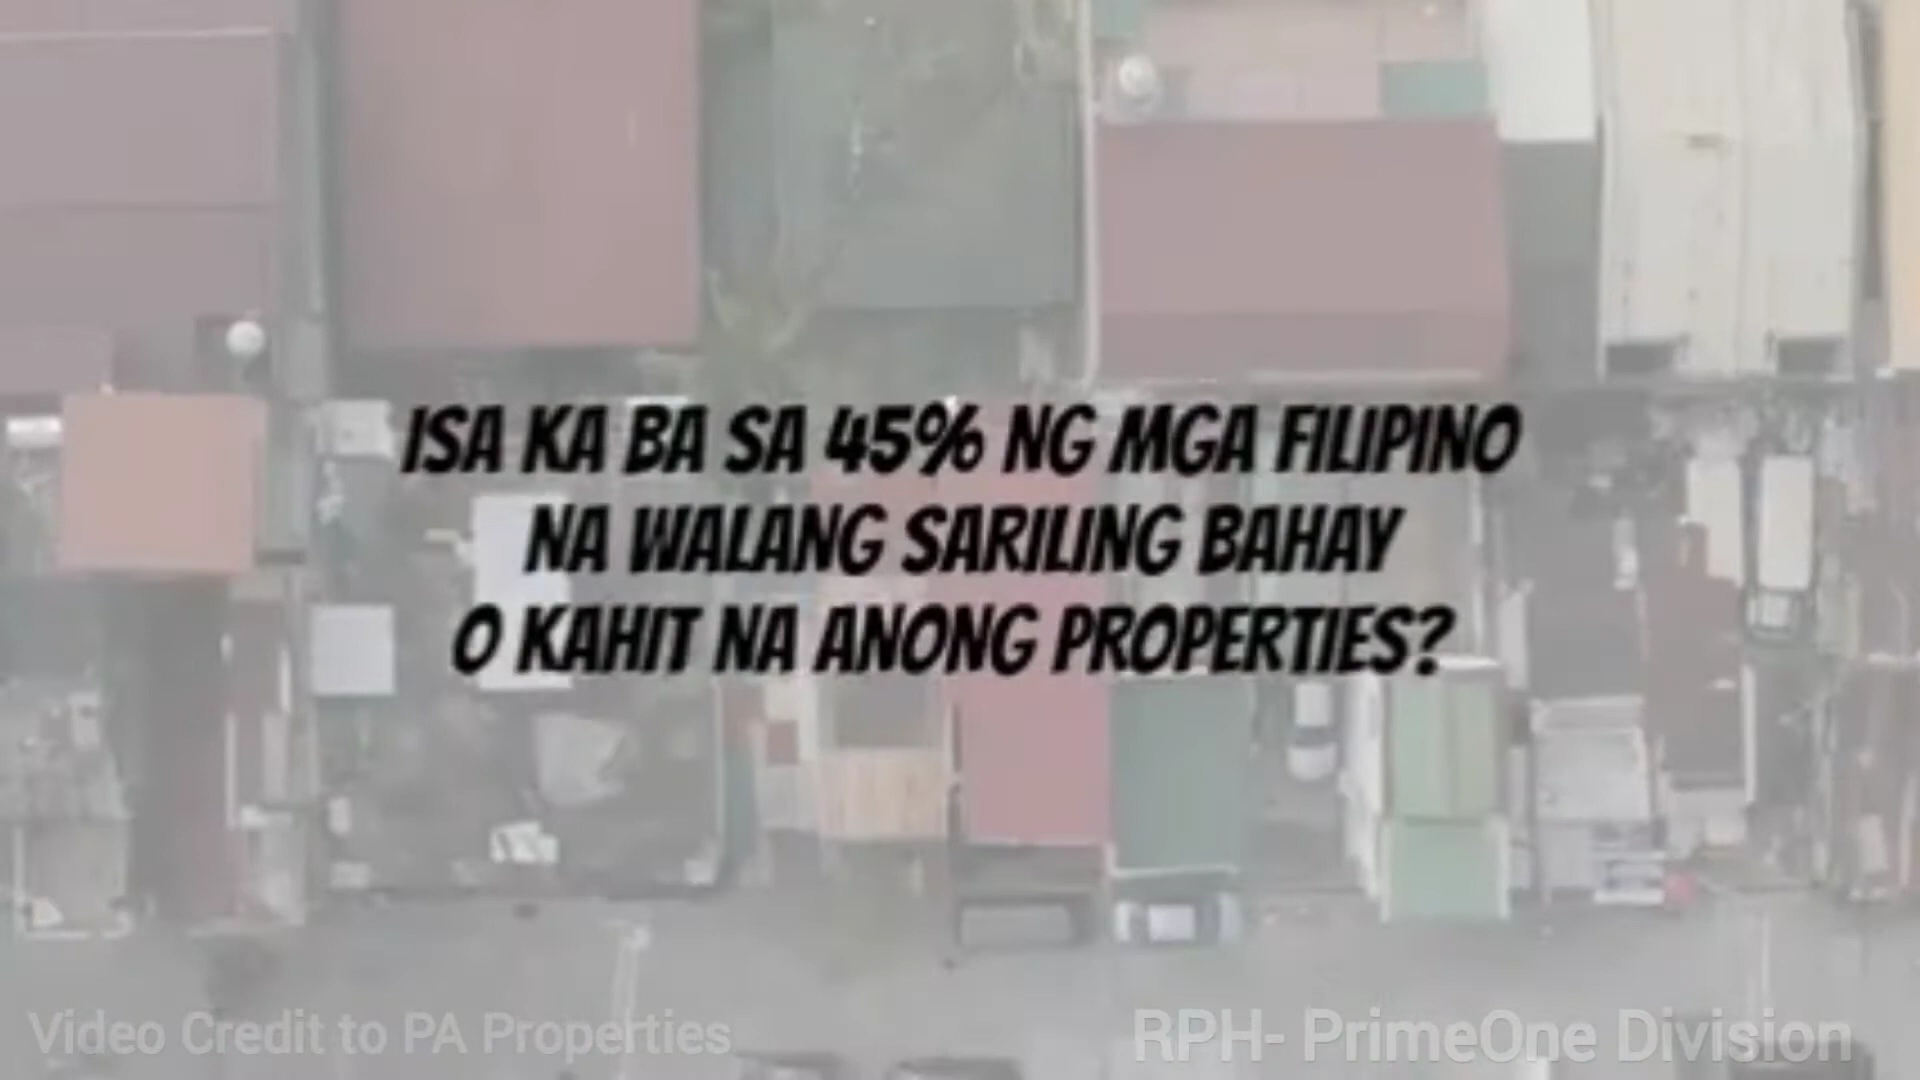 ISA KA BA SA 45% NG MGA FILIPINO
NA WALANG SARILING BAHAY
O KAHIT NA ANONG PROPERTIES?
Video Credit to PA Properties
RPH- PrimeOne Division